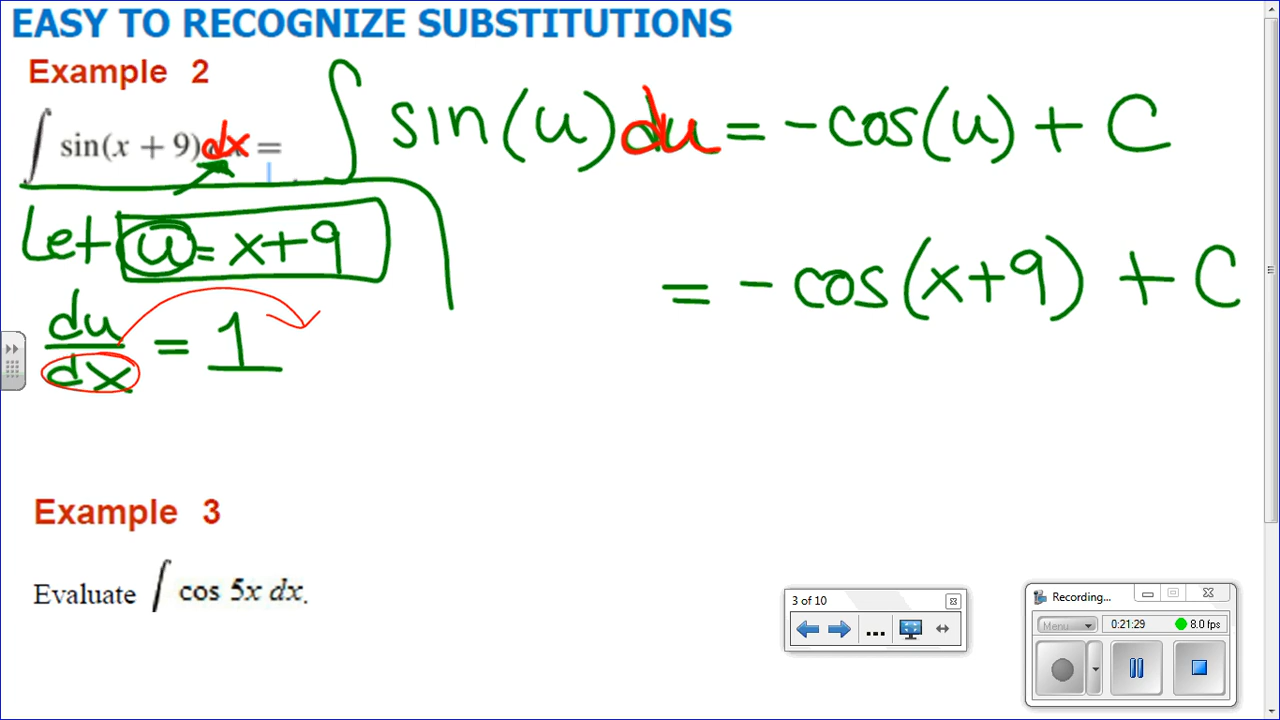 EASY TO RECOGNIZE SUBSTITUTIONS
Example 2
∫ sin(x + 9)dx = ∫ sin(u) du = -cos(u) + C
Let u = x+9
= -cos(x+9) + C
du/dx = 1
Example 3
Evaluate ∫ cos 5x dx.
3 of 10
...
Recording...
Menu
0:21:29
8.0 fps